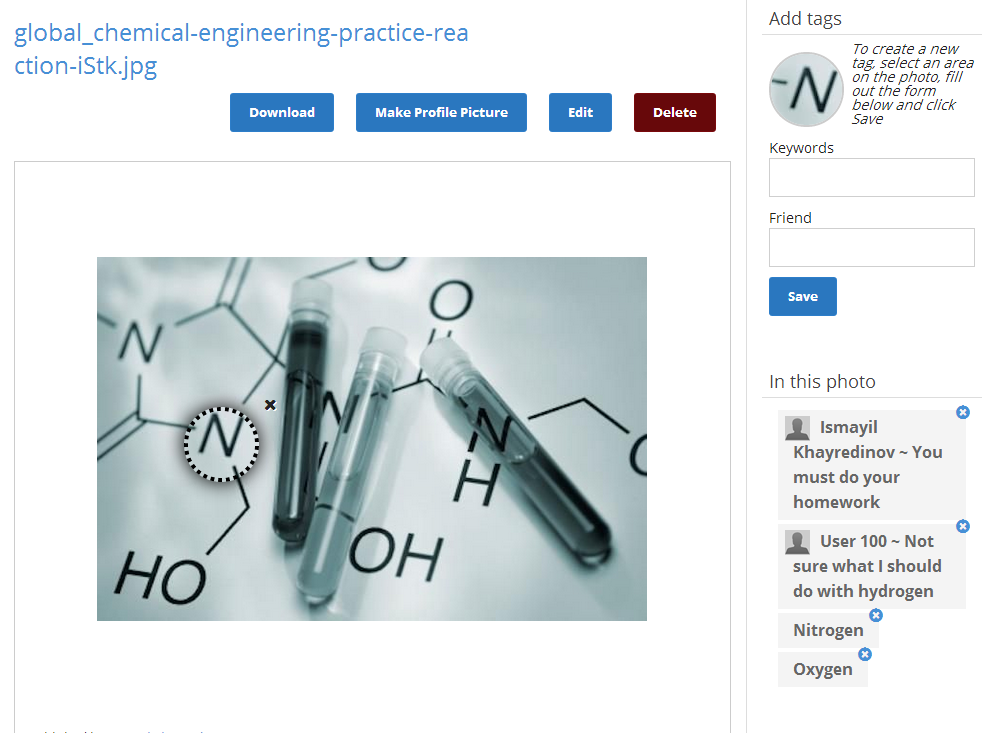 global_chemical-engineering-practice-rea
ction-iStk.jpg
Download
Make Profile Picture
Edit
Delete
O
N
N
N
N
H
HO
OH
Add tags
N
To create a new
tag, select an area
on the photo, fill
out the form
below and click
Save
Keywords
Friend
Save
In this photo
Ismayil
Khayredinov ~ You
must do your
homework
User 100 ~ Not
sure what I should
do with hydrogen
Nitrogen
Oxygen